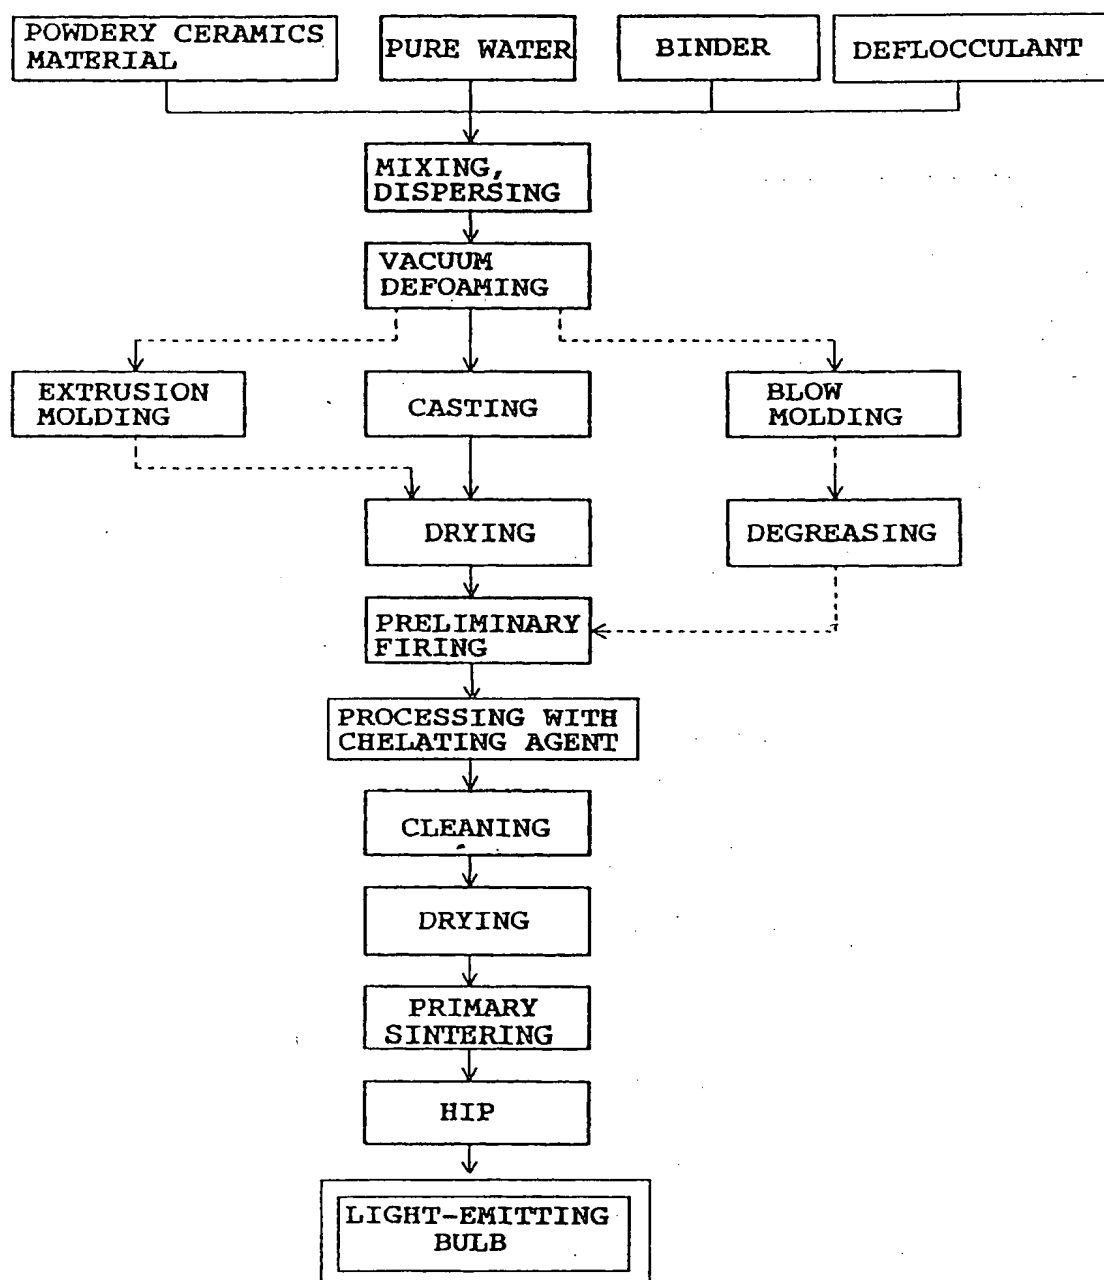 POWDERY CERAMICS
MATERIAL
PURE WATER
BINDER
DEFLOCCULANT
MIXING,
DISPERSING
VACUUM
DEFOAMING
EXTRUSION
MOLDING
CASTING
BLOW
MOLDING
DRYING
DEGREASING
PRELIMINARY
FIRING
PROCESSING WITH
CHELATING AGENT
CLEANING
DRYING
PRIMARY
SINTERING
HIP
LIGHT-EMITTING
BULB